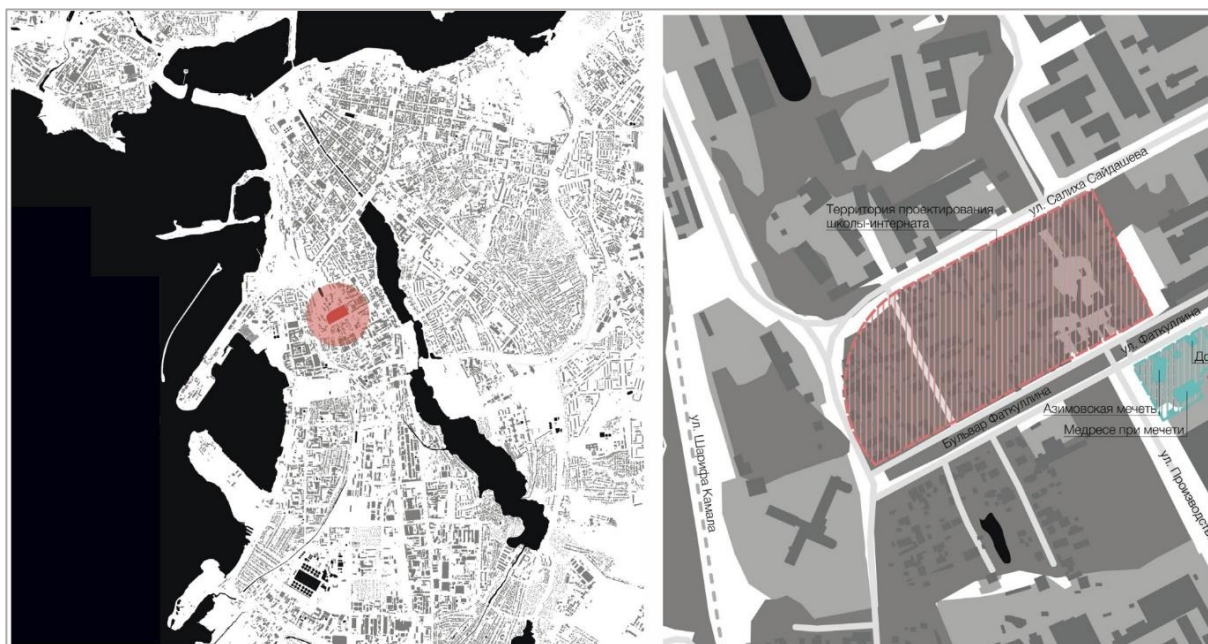 ул. Салиха Сайдашева
Территория проектирования
школы-интерната
ул. Фаткуллина
Азимовская мечеть
Бульвар Фаткуллина
Медресе при мечети
ул. Шарифа Камала